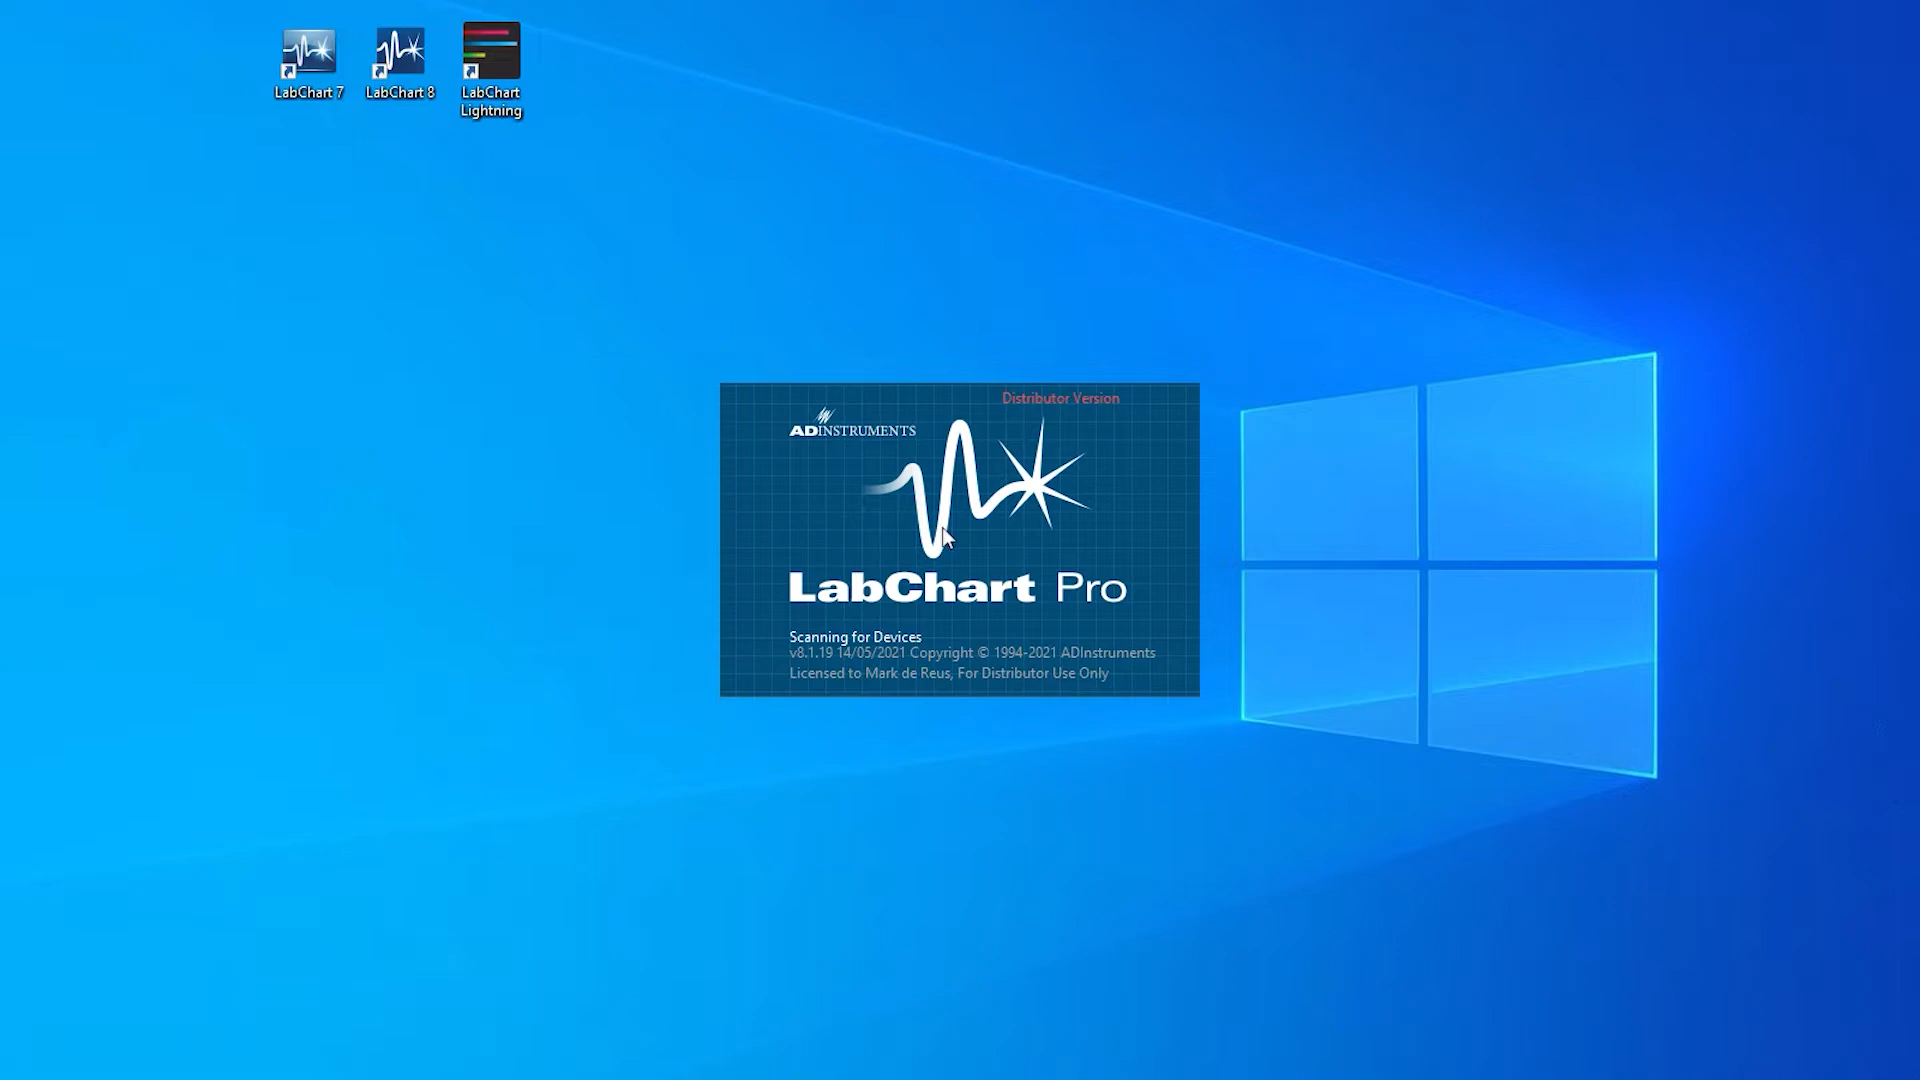 LabChart 7
LabChart 8
LabChart
Lightning
Distributor Version
ADINSTRUMENTS
LabChart Pro
Scanning for Devices
v8.1.19 14/05/2021 Copyright © 1994-2021 ADInstruments
Licensed to Mark de Reus, For Distributor Use Only